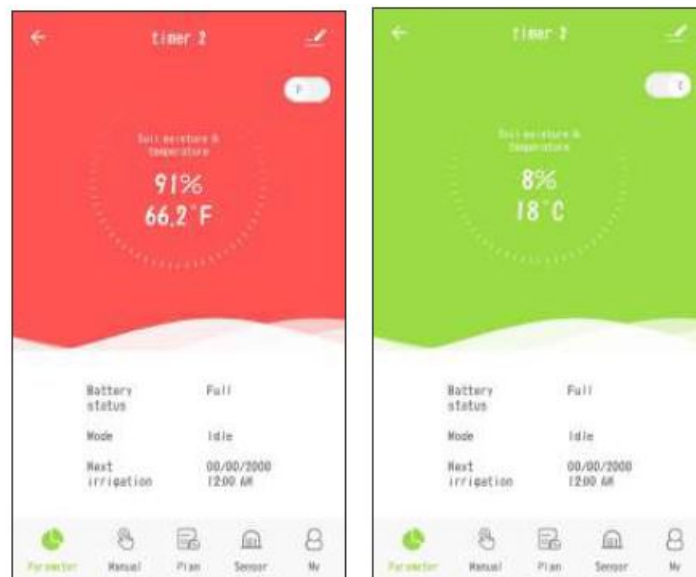 timer 2
F
Soil moisture &
temperature
91%
66.2°F
Battery
status
Full
Mode
Idle
Next
irrigation
00/00/2000
12:00 AM
Parameter
Manual
Plan
Sensor
My
timer 2
C
Soil moisture &
temperature
8%
18°C
Battery
status
Full
Mode
Idle
Next
irrigation
00/00/2000
12:00 AM
Parameter
Manual
Plan
Sensor
My